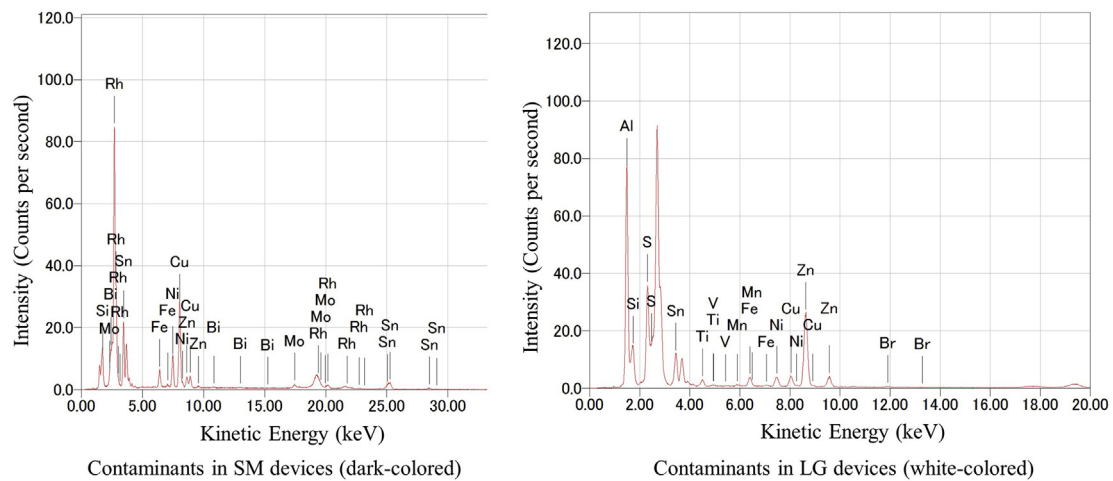 120.0
100.0
80.0
60.0
40.0
20.0
0.0
Intensity (Counts per second)
Rh
Rh
Sn
Rh
Bi
Si Rh
Mo
Cu
Ni
Fe Cu
Fe Zn
Ni Zn
Bi
Bi
Bi
Mo
Rh
Mo
Mo
Rh
Rh
Rh
Rh
Sn
Sn
Sn
Sn
0.00 5.00 10.00 15.00 20.00 25.00 30.00
Kinetic Energy (keV)
Contaminants in SM devices (dark-colored)
120.0
100.0
80.0
60.0
40.0
20.0
0.0
Intensity (Counts per second)
Al
S
Si S
Sn
Ti
V
Ti
V
Mn
Mn
Fe
Fe
Ni
Cu
Ni
Zn
Cu
Zn
Br
Br
0.00 2.00 4.00 6.00 8.00 10.00 12.00 14.00 16.00 18.00 20.00
Kinetic Energy (keV)
Contaminants in LG devices (white-colored)